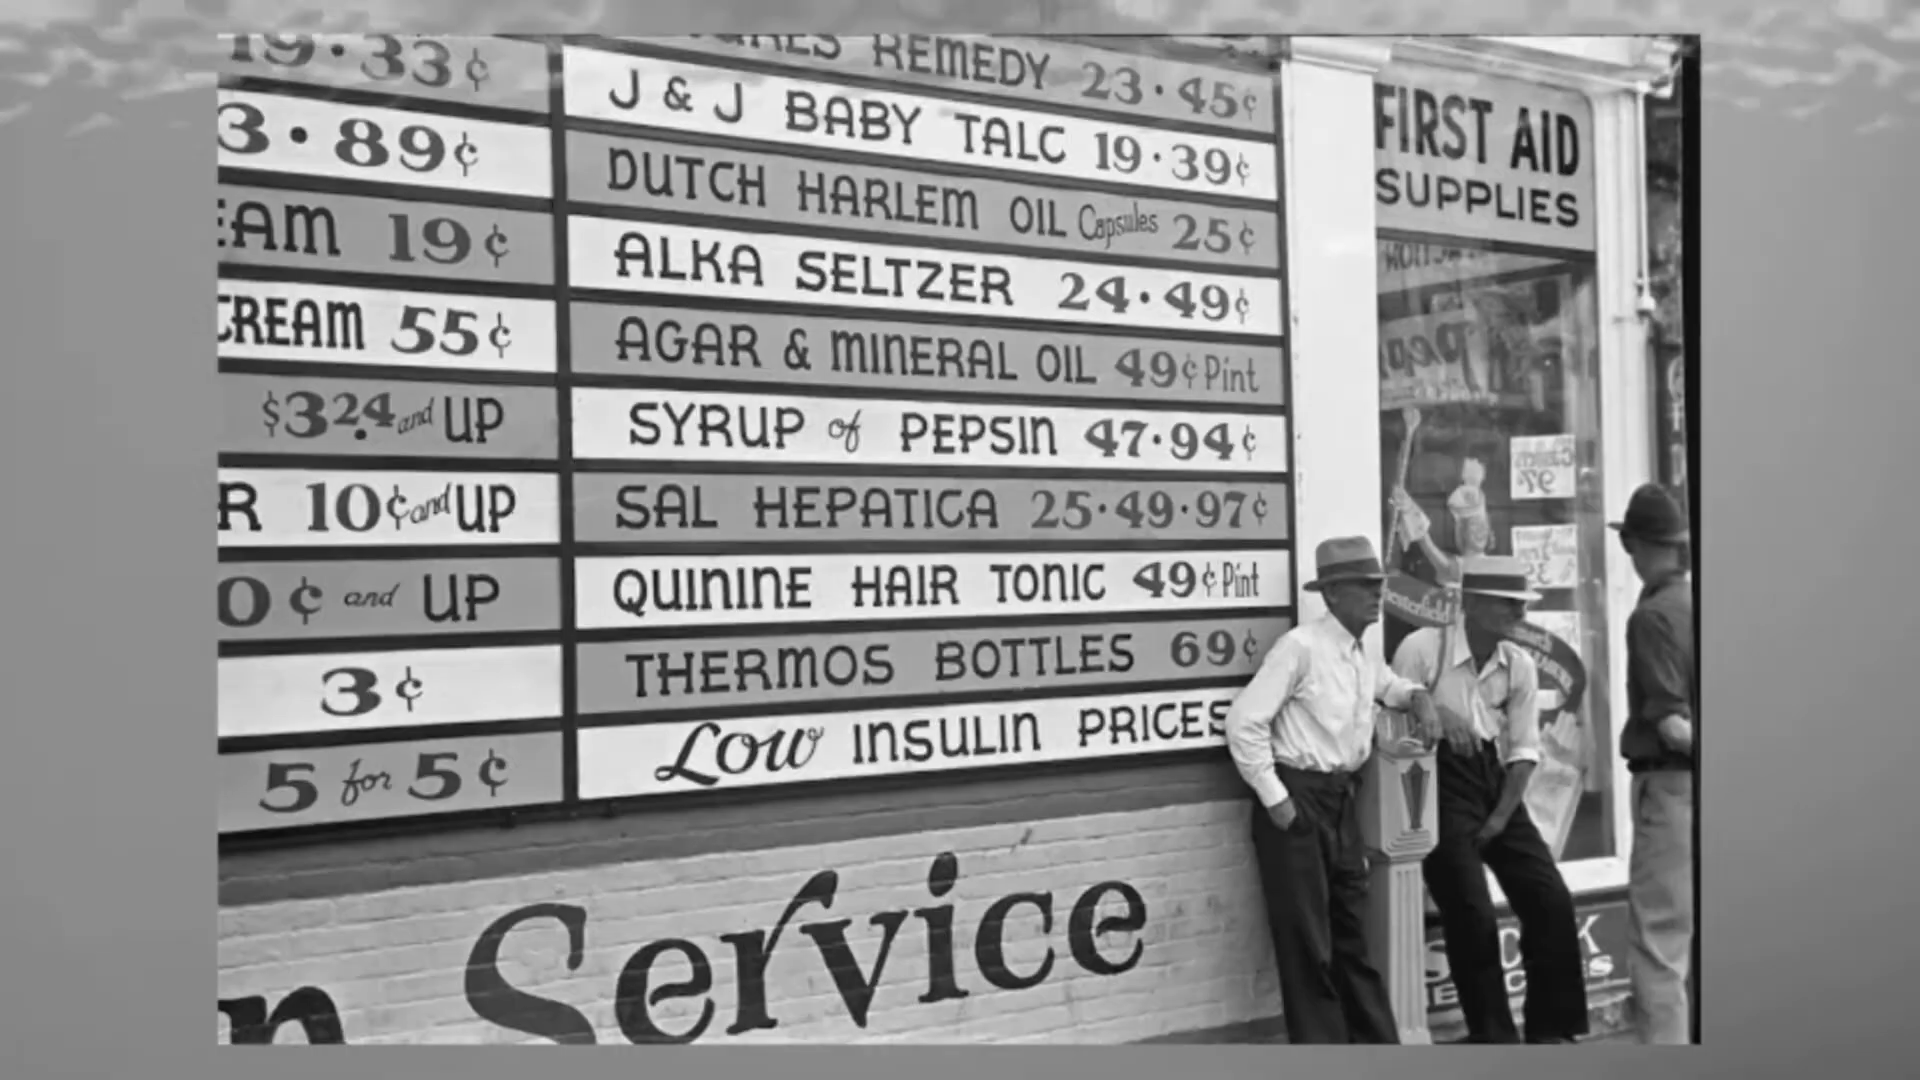 19·33¢
3·89¢
EAM 19¢
CREAM 55¢
$3.24 and UP
R 10¢ and UP
0¢ and UP
3¢
5 for 5¢
REMEDY 23·45¢
J & J BABY TALC 19·39¢
DUTCH HARLEM OIL Capsules 25¢
ALKA SELTZER 24·49¢
AGAR & MINERAL OIL 49¢ Pint
SYRUP of PEPSIN 47·94¢
SAL HEPATICA 25·49·97¢
QUININE HAIR TONIC 49¢ Pint
THERMOS BOTTLES 69¢
Low INSULIN PRICES
n Service
FIRST AID
SUPPLIES